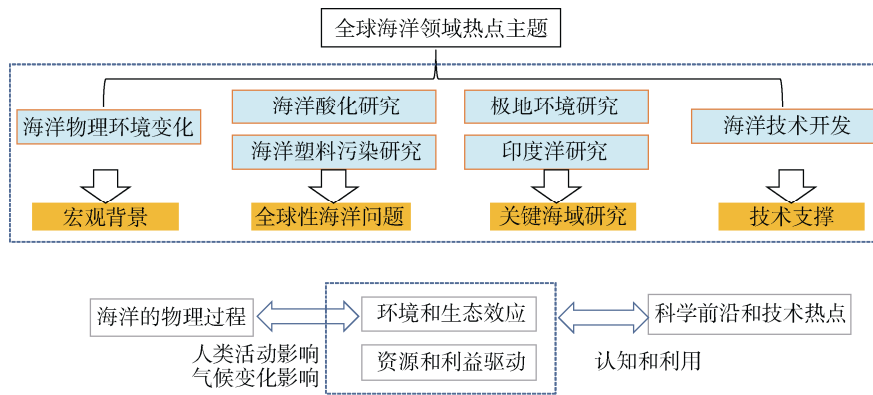 全球海洋领域热点主题
海洋物理环境变化
海洋酸化研究
海洋塑料污染研究
极地环境研究
印度洋研究
海洋技术开发
宏观背景
全球性海洋问题
关键海域研究
技术支撑
海洋的物理过程
环境和生态效应
科学前沿和技术热点
人类活动影响
气候变化影响
资源和利益驱动
认知和利用